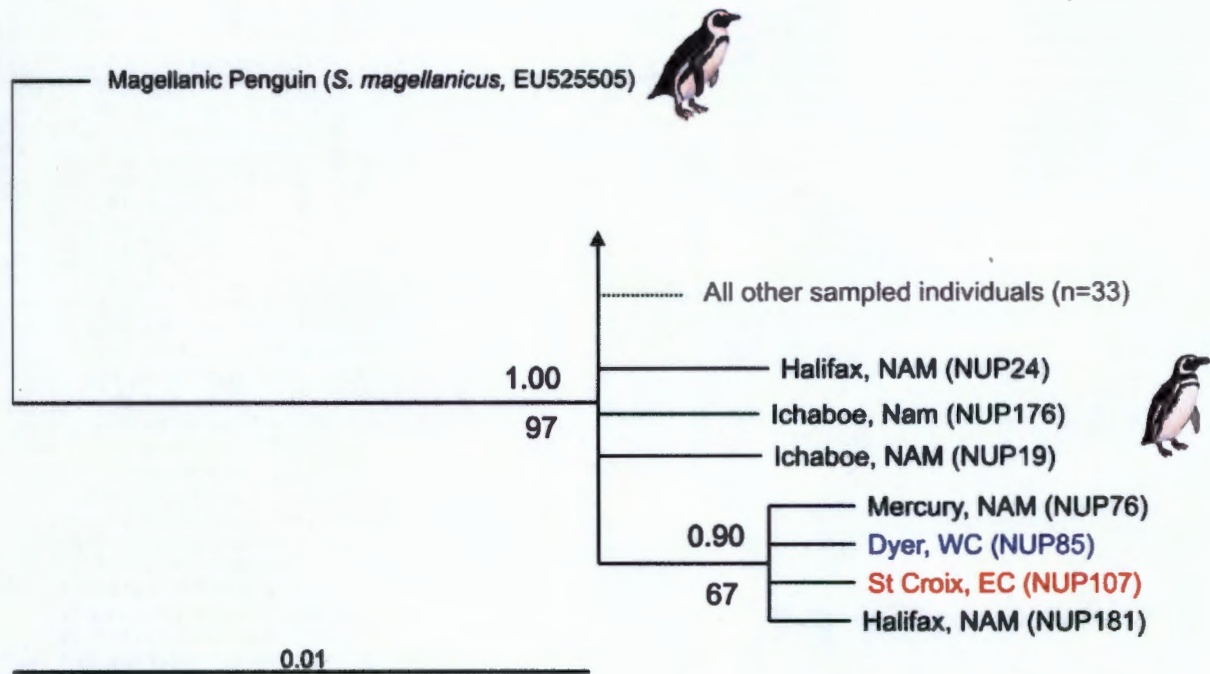 Magellanic Penguin (S. magellanicus, EU525505)
All other sampled individuals (n=33)
1.00
97
Halifax, NAM (NUP24)
Ichaboe, Nam (NUP176)
Ichaboe, NAM (NUP19)
0.90
67
Mercury, NAM (NUP76)
Dyer, WC (NUP85)
St Croix, EC (NUP107)
Halifax, NAM (NUP181)
0.01